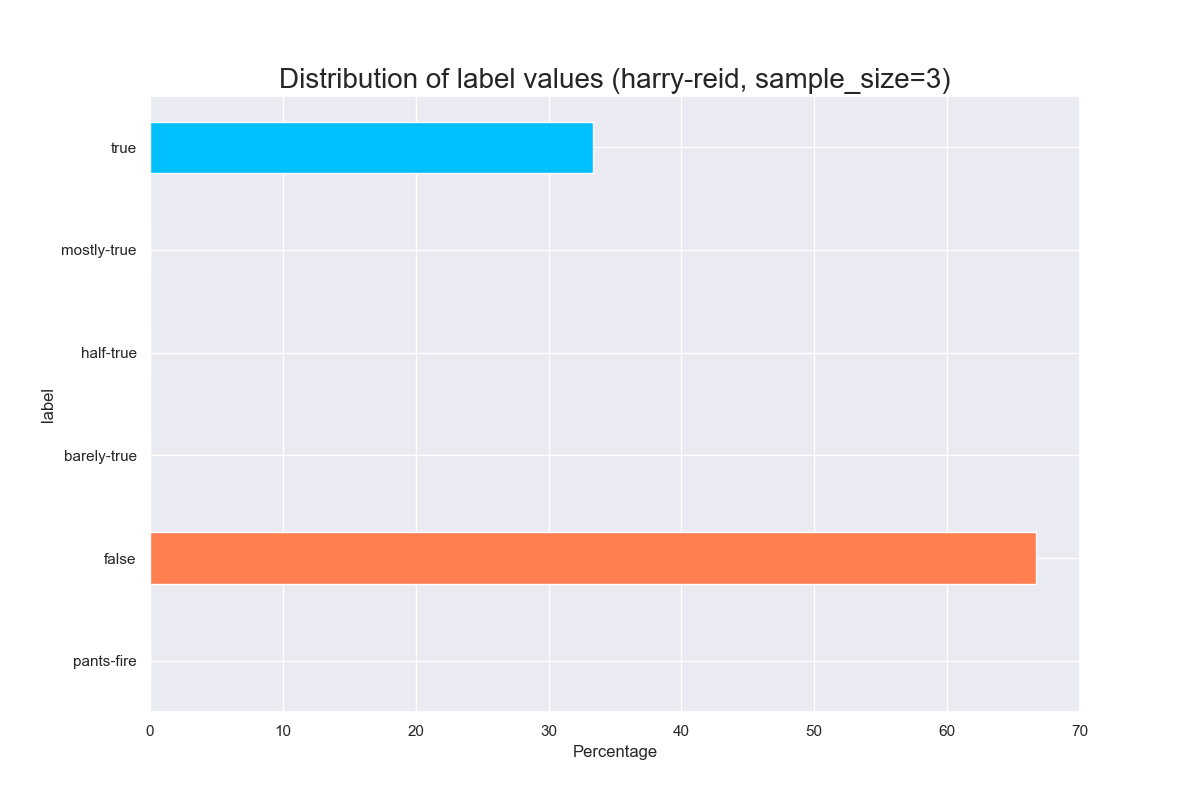 Distribution of label values (harry-reid, sample_size=3)
true
mostly-true
half-true
label
barely-true
false
pants-fire
0 10 20 30 40 50 60 70
Percentage